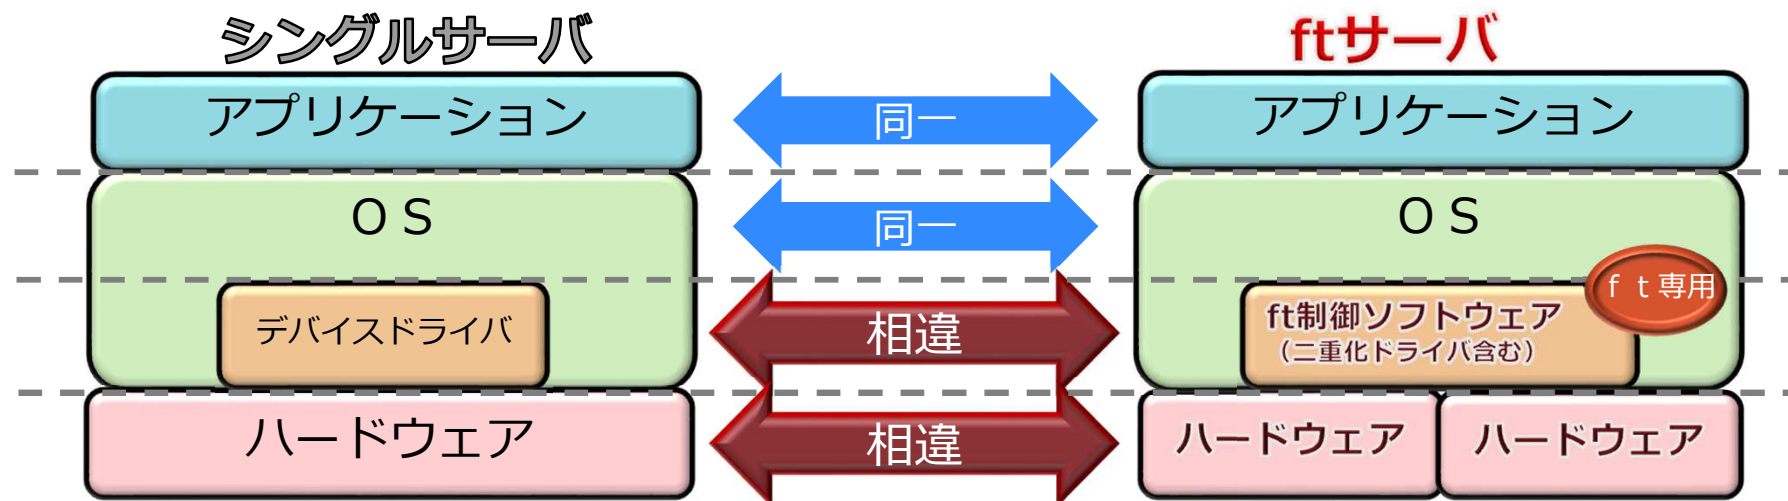 シングルサーバ
ftサーバ
アプリケーション
同一
アプリケーション
ＯＳ
同一
ＯＳ
デバイスドライバ
相違
ｆｔ専用
ft制御ソフトウェア
（二重化ドライバ含む）
ハードウェア
相違
ハードウェア
ハードウェア